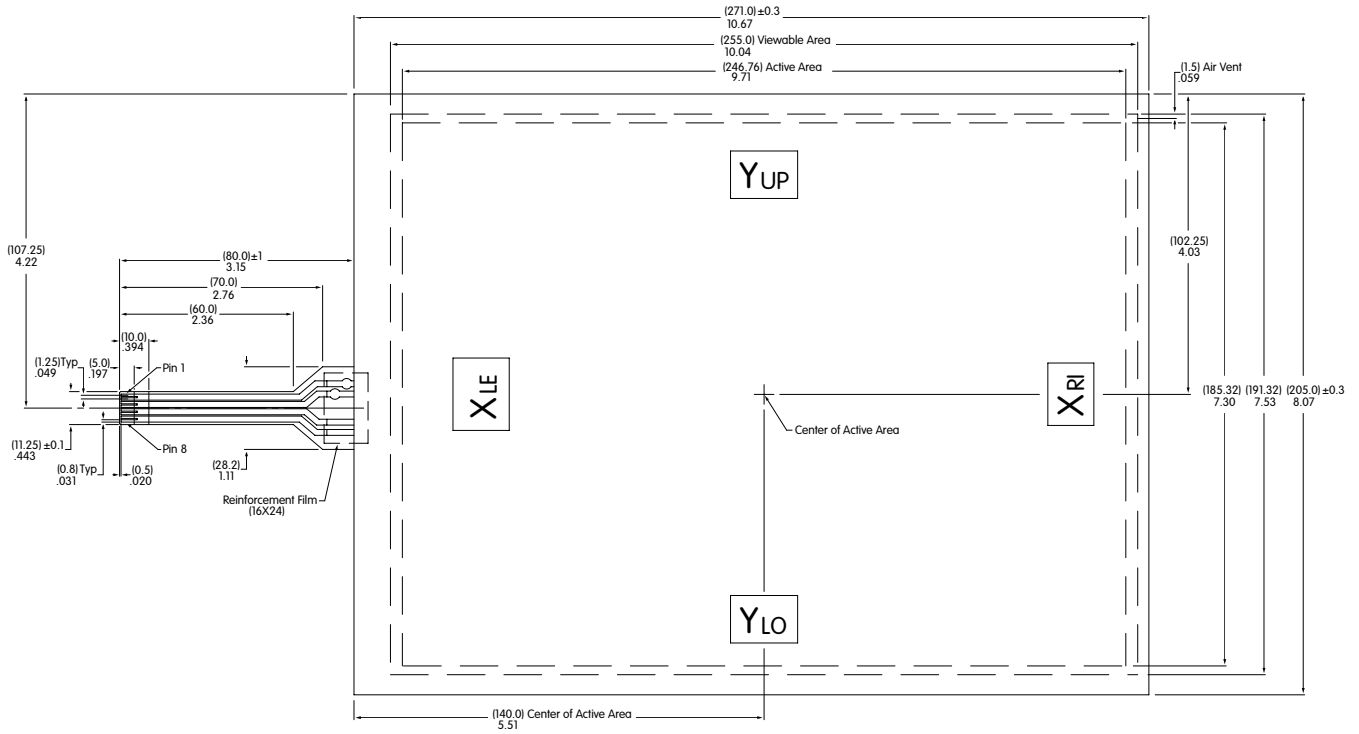 (271.0)±0.3
10.67
(255.0) Viewable Area
10.04
(246.76) Active Area
9.71
(1.5) Air Vent
.059
YUP
(107.25)
4.22
(102.25)
4.03
(80.0)±1
3.15
(70.0)
2.76
(60.0)
2.36
(10.0)
.394
(1.25)Typ
.049
(5.0)
.197
Pin 1
XLE
XRI
(185.32)
7.30
(191.32)
7.53
(205.0)±0.3
8.07
Center of Active Area
(11.25)±0.1
.443
Pin 8
(0.8)Typ
.031
(0.5)
.020
(28.2)
1.11
Reinforcement Film
(16X24)
YLO
(140.0) Center of Active Area
5.51